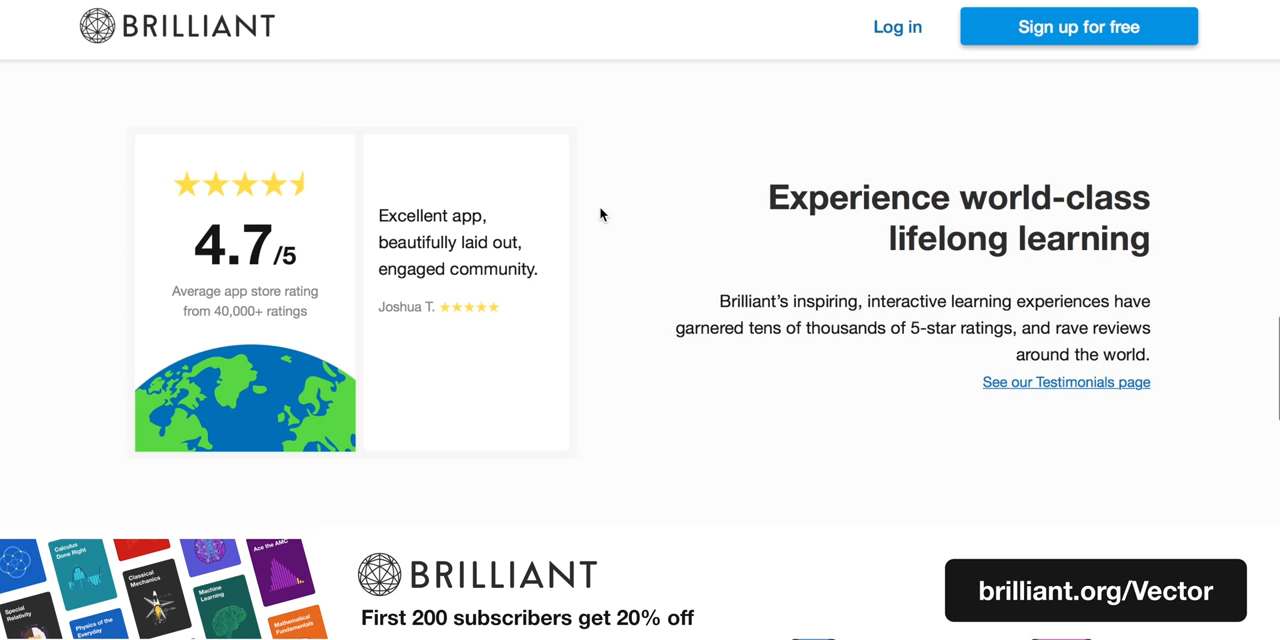 BRILLIANT
Log in
Sign up for free
4.7/5
Average app store rating
from 40,000+ ratings
Excellent app,
beautifully laid out,
engaged community.
Joshua T.
Experience world-class
lifelong learning
Brilliant’s inspiring, interactive learning experiences have
garnered tens of thousands of 5-star ratings, and rave reviews
around the world.
See our Testimonials page
Calculus
Done Right
Ace the AMC
Classical
Mechanics
Machine
Learning
Special
Relativity
Physics of the
Everyday
Mathematical
Fundamentals
BRILLIANT
First 200 subscribers get 20% off
brilliant.org/Vector